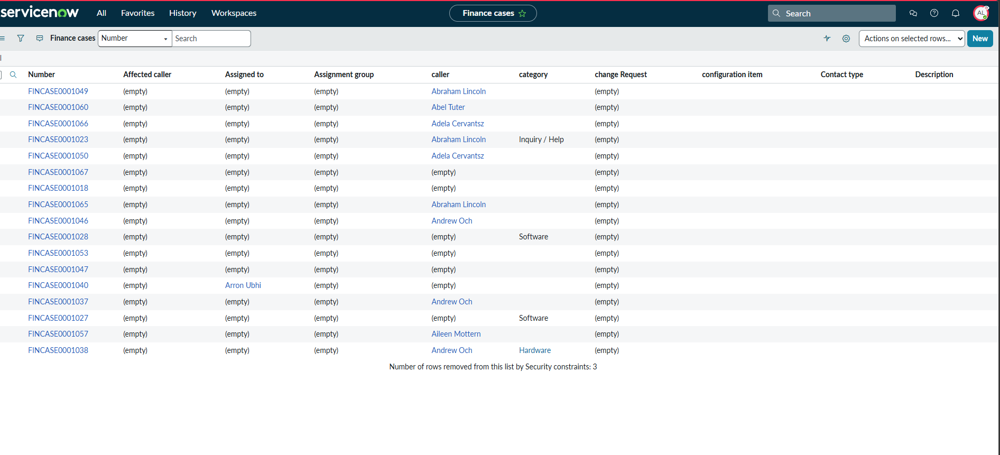 servicenow All Favorites History Workspaces Finance cases Search AL
Finance cases Number Search Actions on selected rows... New
Number Affected caller Assigned to Assignment group caller category change Request configuration item Contact type Description
FINCASE0001049 (empty) (empty) (empty) Abraham Lincoln (empty)
FINCASE0001060 (empty) (empty) (empty) Abel Tuter (empty)
FINCASE0001066 (empty) (empty) (empty) Adela Cervantsz (empty)
FINCASE0001023 (empty) (empty) (empty) Abraham Lincoln Inquiry / Help (empty)
FINCASE0001050 (empty) (empty) (empty) Adela Cervantsz (empty)
FINCASE0001067 (empty) (empty) (empty) (empty) (empty)
FINCASE0001018 (empty) (empty) (empty) (empty) (empty)
FINCASE0001065 (empty) (empty) (empty) Abraham Lincoln (empty)
FINCASE0001046 (empty) (empty) (empty) Andrew Och (empty)
FINCASE0001028 (empty) (empty) (empty) (empty) Software (empty)
FINCASE0001053 (empty) (empty) (empty) (empty) (empty)
FINCASE0001047 (empty) (empty) (empty) (empty) (empty)
FINCASE0001040 (empty) Arron Ubhi (empty) (empty) (empty)
FINCASE0001037 (empty) (empty) (empty) Andrew Och (empty)
FINCASE0001027 (empty) (empty) (empty) (empty) Software (empty)
FINCASE0001057 (empty) (empty) (empty) Aileen Mottern (empty)
FINCASE0001038 (empty) (empty) (empty) Andrew Och Hardware (empty)
Number of rows removed from this list by Security constraints: 3